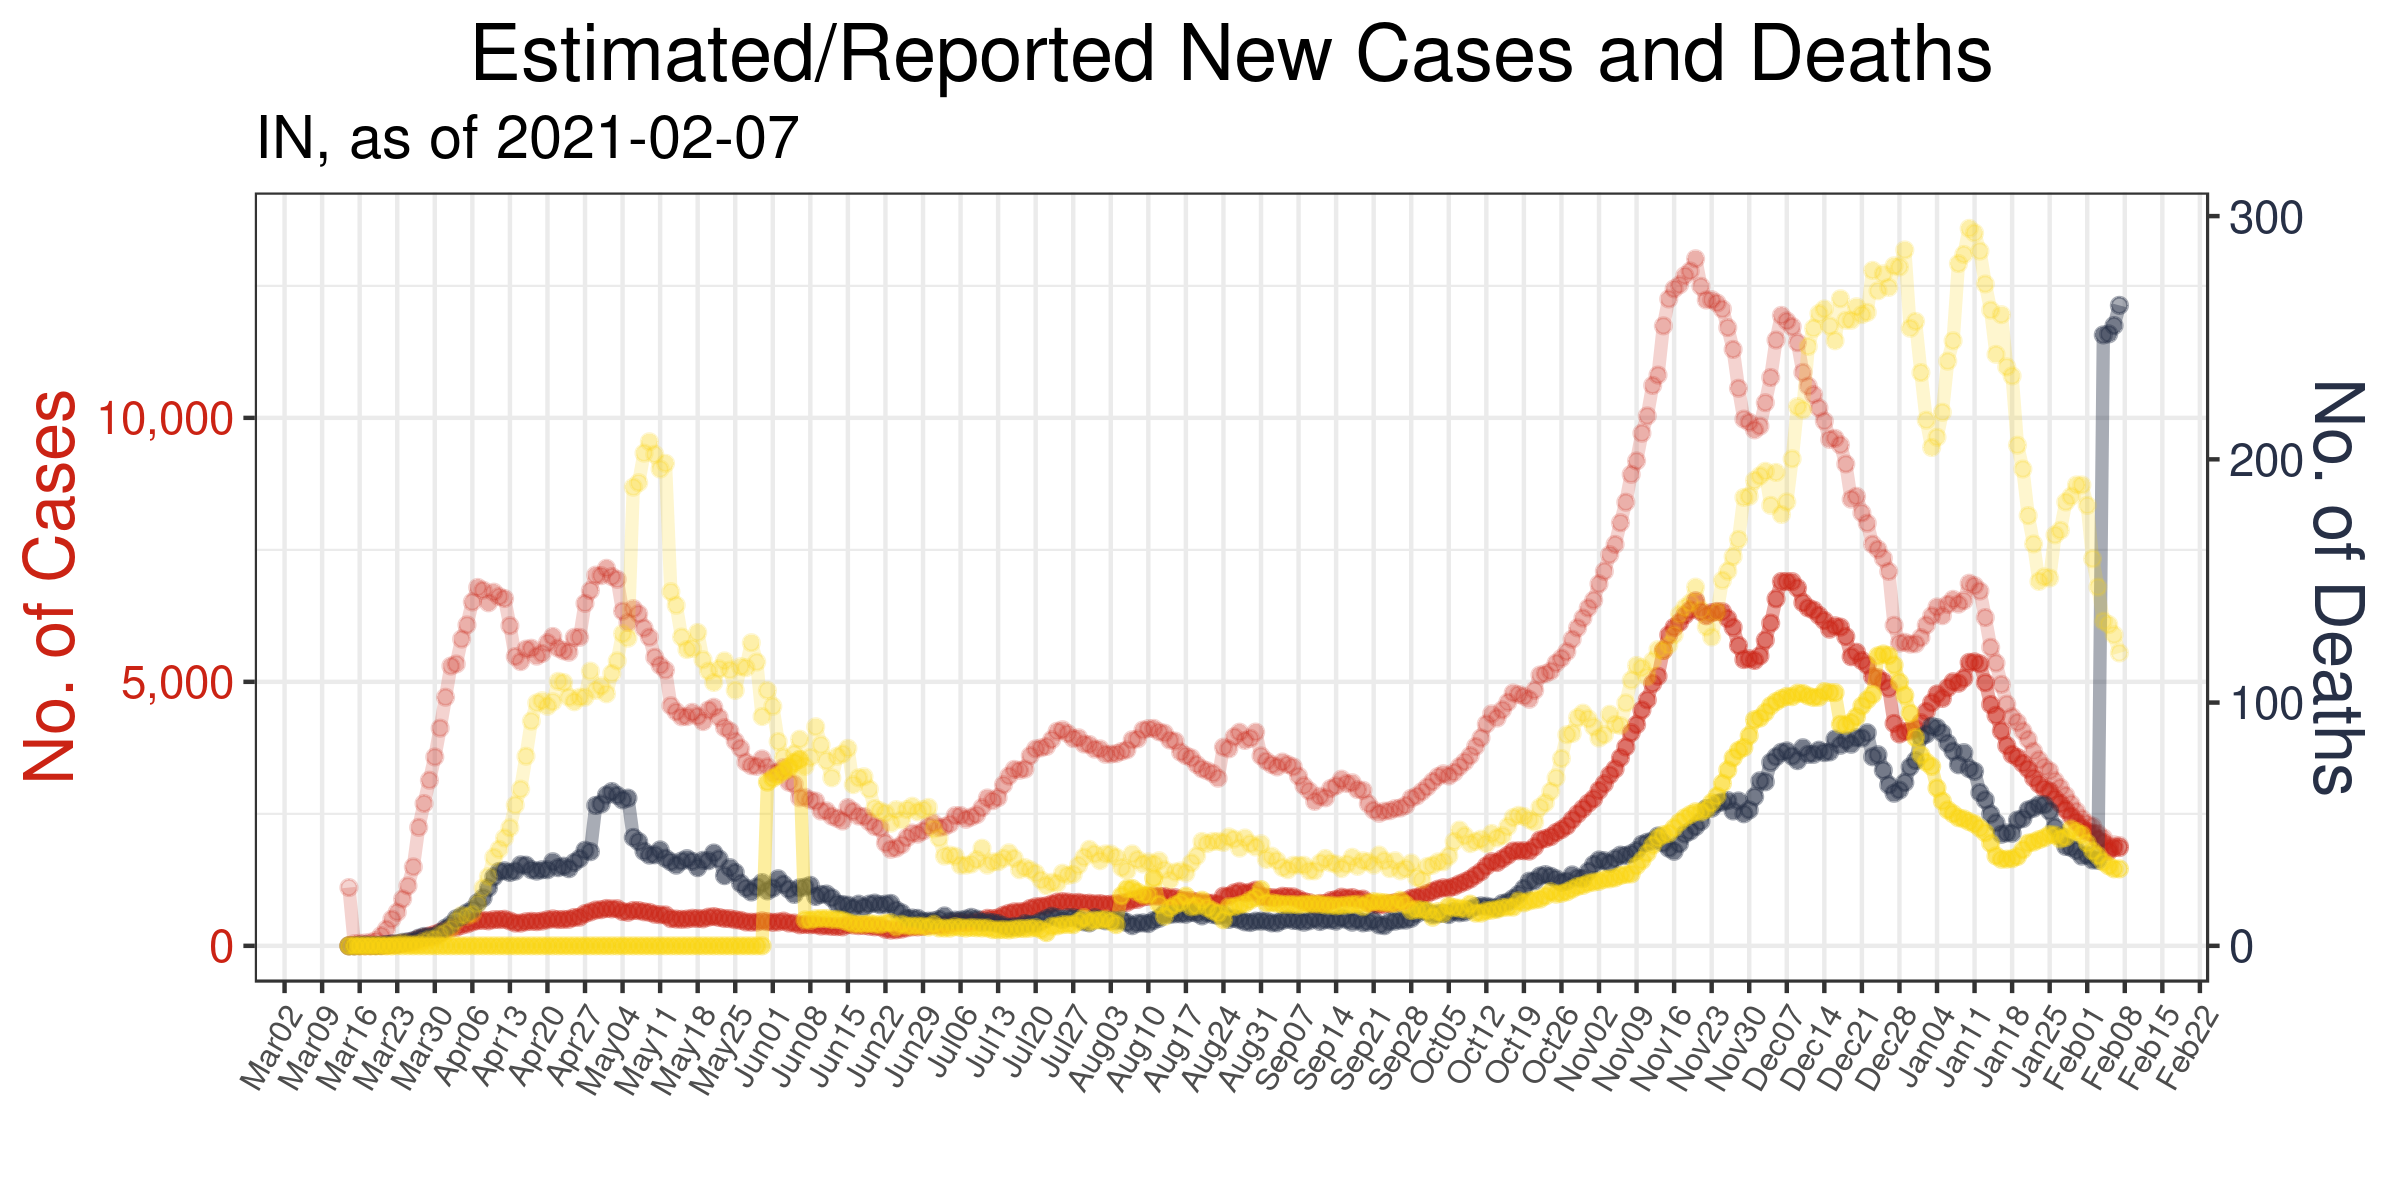 Estimated/Reported New Cases and Deaths
IN, as of 2021-02-07
No. of Cases
10,000
5,000
0
300
200
100
0
No. of Deaths
Mar02
Mar09
Mar16
Mar23
Mar30
Apr06
Apr13
Apr20
Apr27
May04
May11
May18
May25
Jun01
Jun08
Jun15
Jun22
Jun29
Jul06
Jul13
Jul20
Jul27
Aug03
Aug10
Aug17
Aug24
Aug31
Sep07
Sep14
Sep21
Sep28
Oct05
Oct12
Oct19
Oct26
Nov02
Nov09
Nov16
Nov23
Nov30
Dec07
Dec14
Dec21
Dec28
Jan04
Jan11
Jan18
Jan25
Feb01
Feb08
Feb15
Feb22